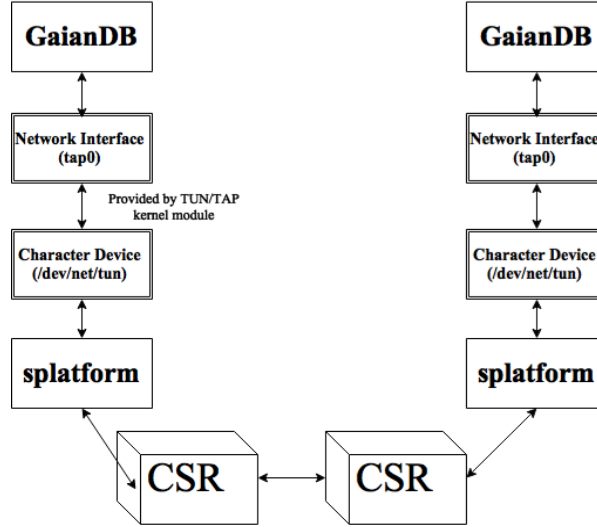 GaianDB
Network Interface
(tap0)
Provided by TUN/TAP
kernel module
Character Device
(/dev/net/tun)
splatform
CSR
GaianDB
Network Interface
(tap0)
Character Device
(/dev/net/tun)
splatform
CSR